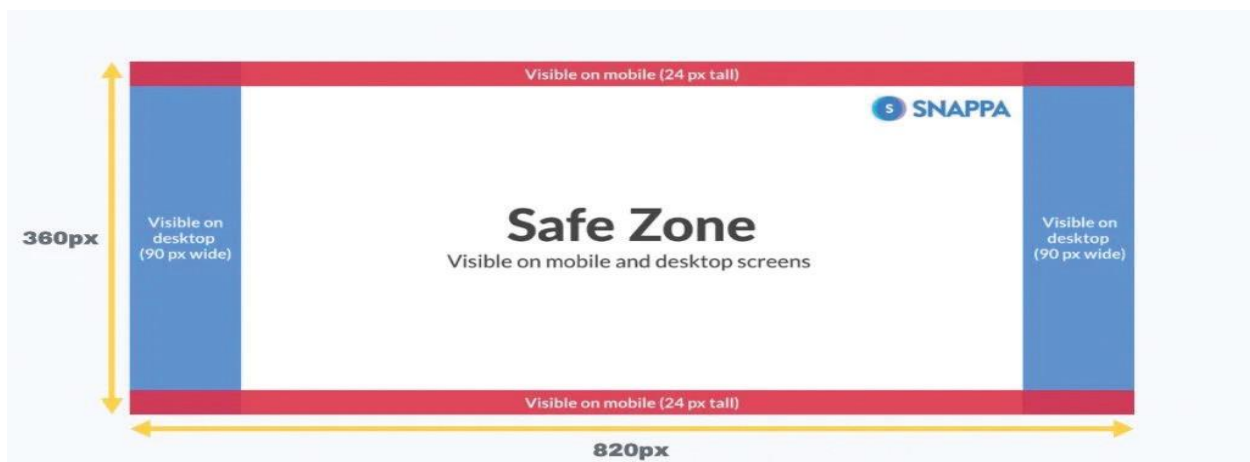 Visible on mobile (24 px tall)
S SNAPPA
360px
Visible on
desktop
(90 px wide)
Safe Zone
Visible on mobile and desktop screens
Visible on
desktop
(90 px wide)
Visible on mobile (24 px tall)
820px